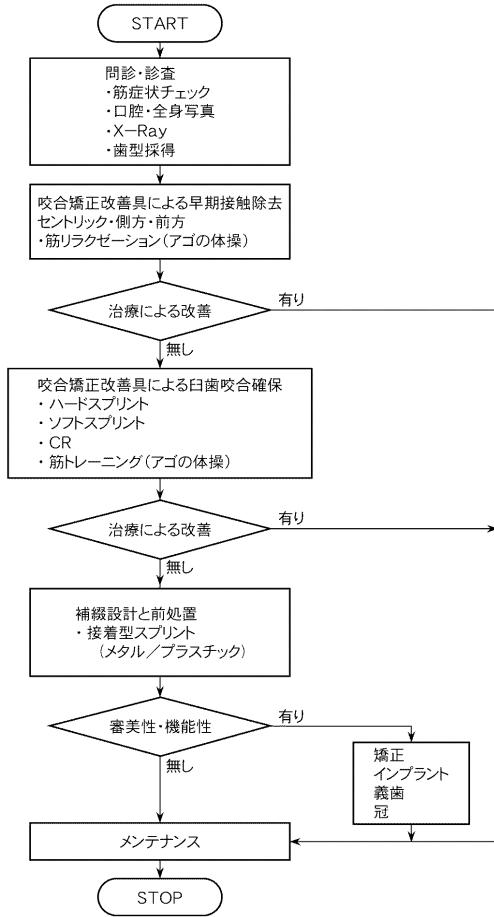 START
問診・診査
・筋症状チェック
・口腔・全身写真
・X－Ray
・歯型採得
咬合矯正改善具による早期接触除去
セントリック・側方・前方
・筋リラクゼーション（アゴの体操）
治療による改善
有り
無し
咬合矯正改善具による臼歯咬合確保
・ ハードスプリント
・ ソフトスプリント
・ CR
・ 筋トレーニング（アゴの体操）
治療による改善
有り
無し
補綴設計と前処置
・ 接着型スプリント
（メタル／プラスチック）
審美性・機能性
有り
無し
矯正
インプラント
義歯
冠
メンテナンス
STOP